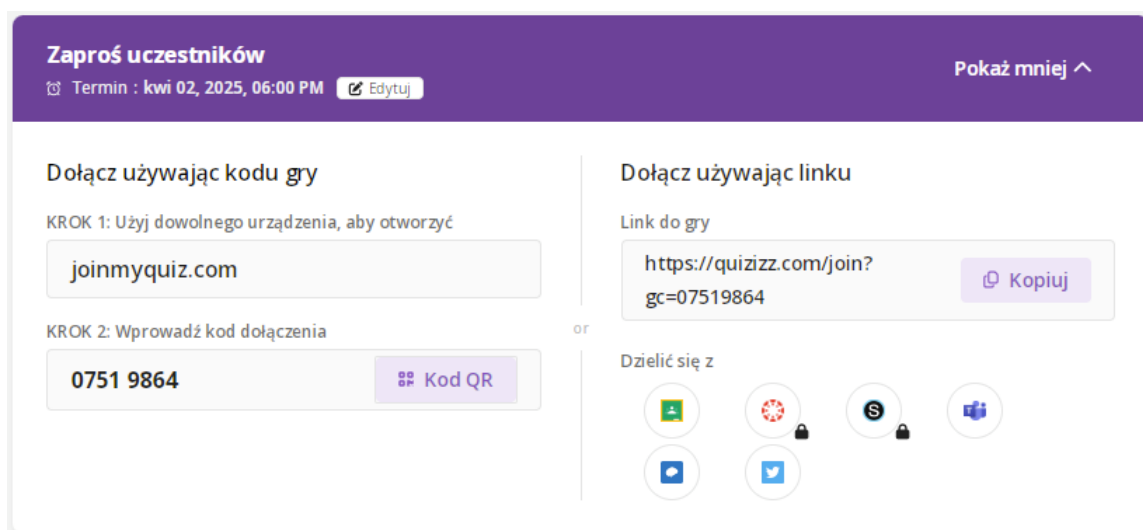 Zaproś uczestników
Termin : kwi 02, 2025, 06:00 PM Edytuj
Pokaż mniej
Dołącz używając kodu gry
KROK 1: Użyj dowolnego urządzenia, aby otworzyć
joinmyquiz.com
KROK 2: Wprowadź kod dołączenia
0751 9864 Kod QR
or
Dołącz używając linku
Link do gry
https://quizizz.com/join?
gc=07519864
Kopiuj
Dzielić się z
S
T